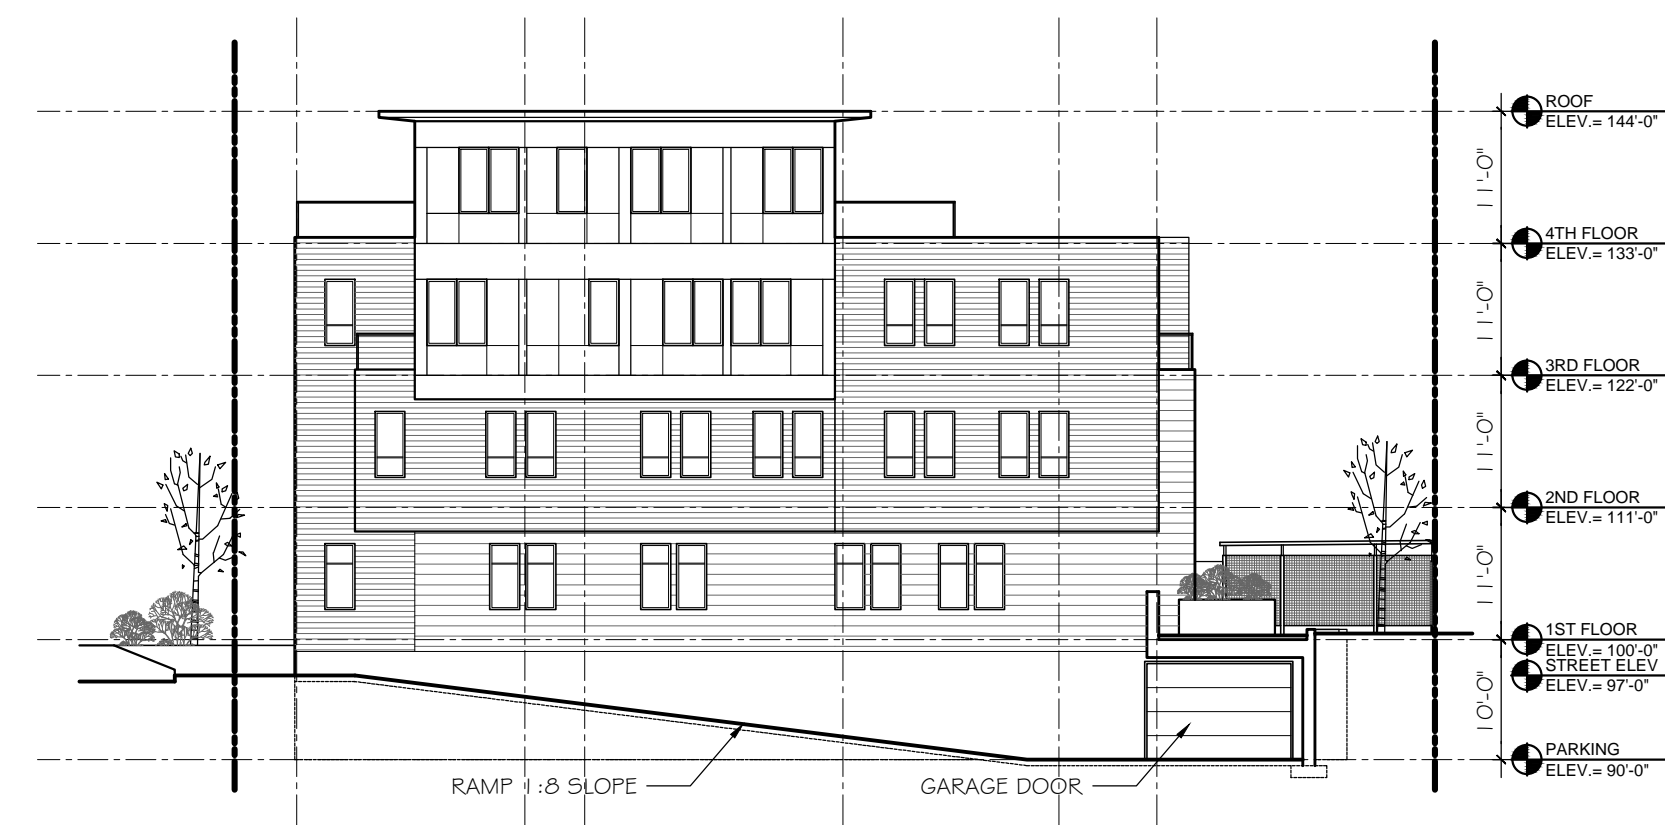 ROOF
ELEV.= 144'-0"
11'-0"
4TH FLOOR
ELEV.= 133'-0"
11'-0"
3RD FLOOR
ELEV.= 122'-0"
11'-0"
2ND FLOOR
ELEV.= 111'-0"
11'-0"
1ST FLOOR
ELEV.= 100'-0"
STREET ELEV
ELEV.= 97'-0"
10'-0"
PARKING
ELEV.= 90'-0"
RAMP 1:8 SLOPE
GARAGE DOOR